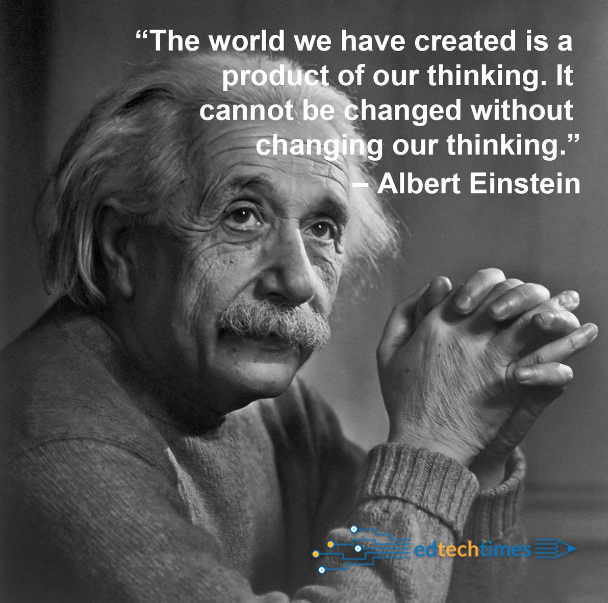 “The world we have created is a
product of our thinking. It
cannot be changed without
changing our thinking.”
– Albert Einstein
edtechtimes